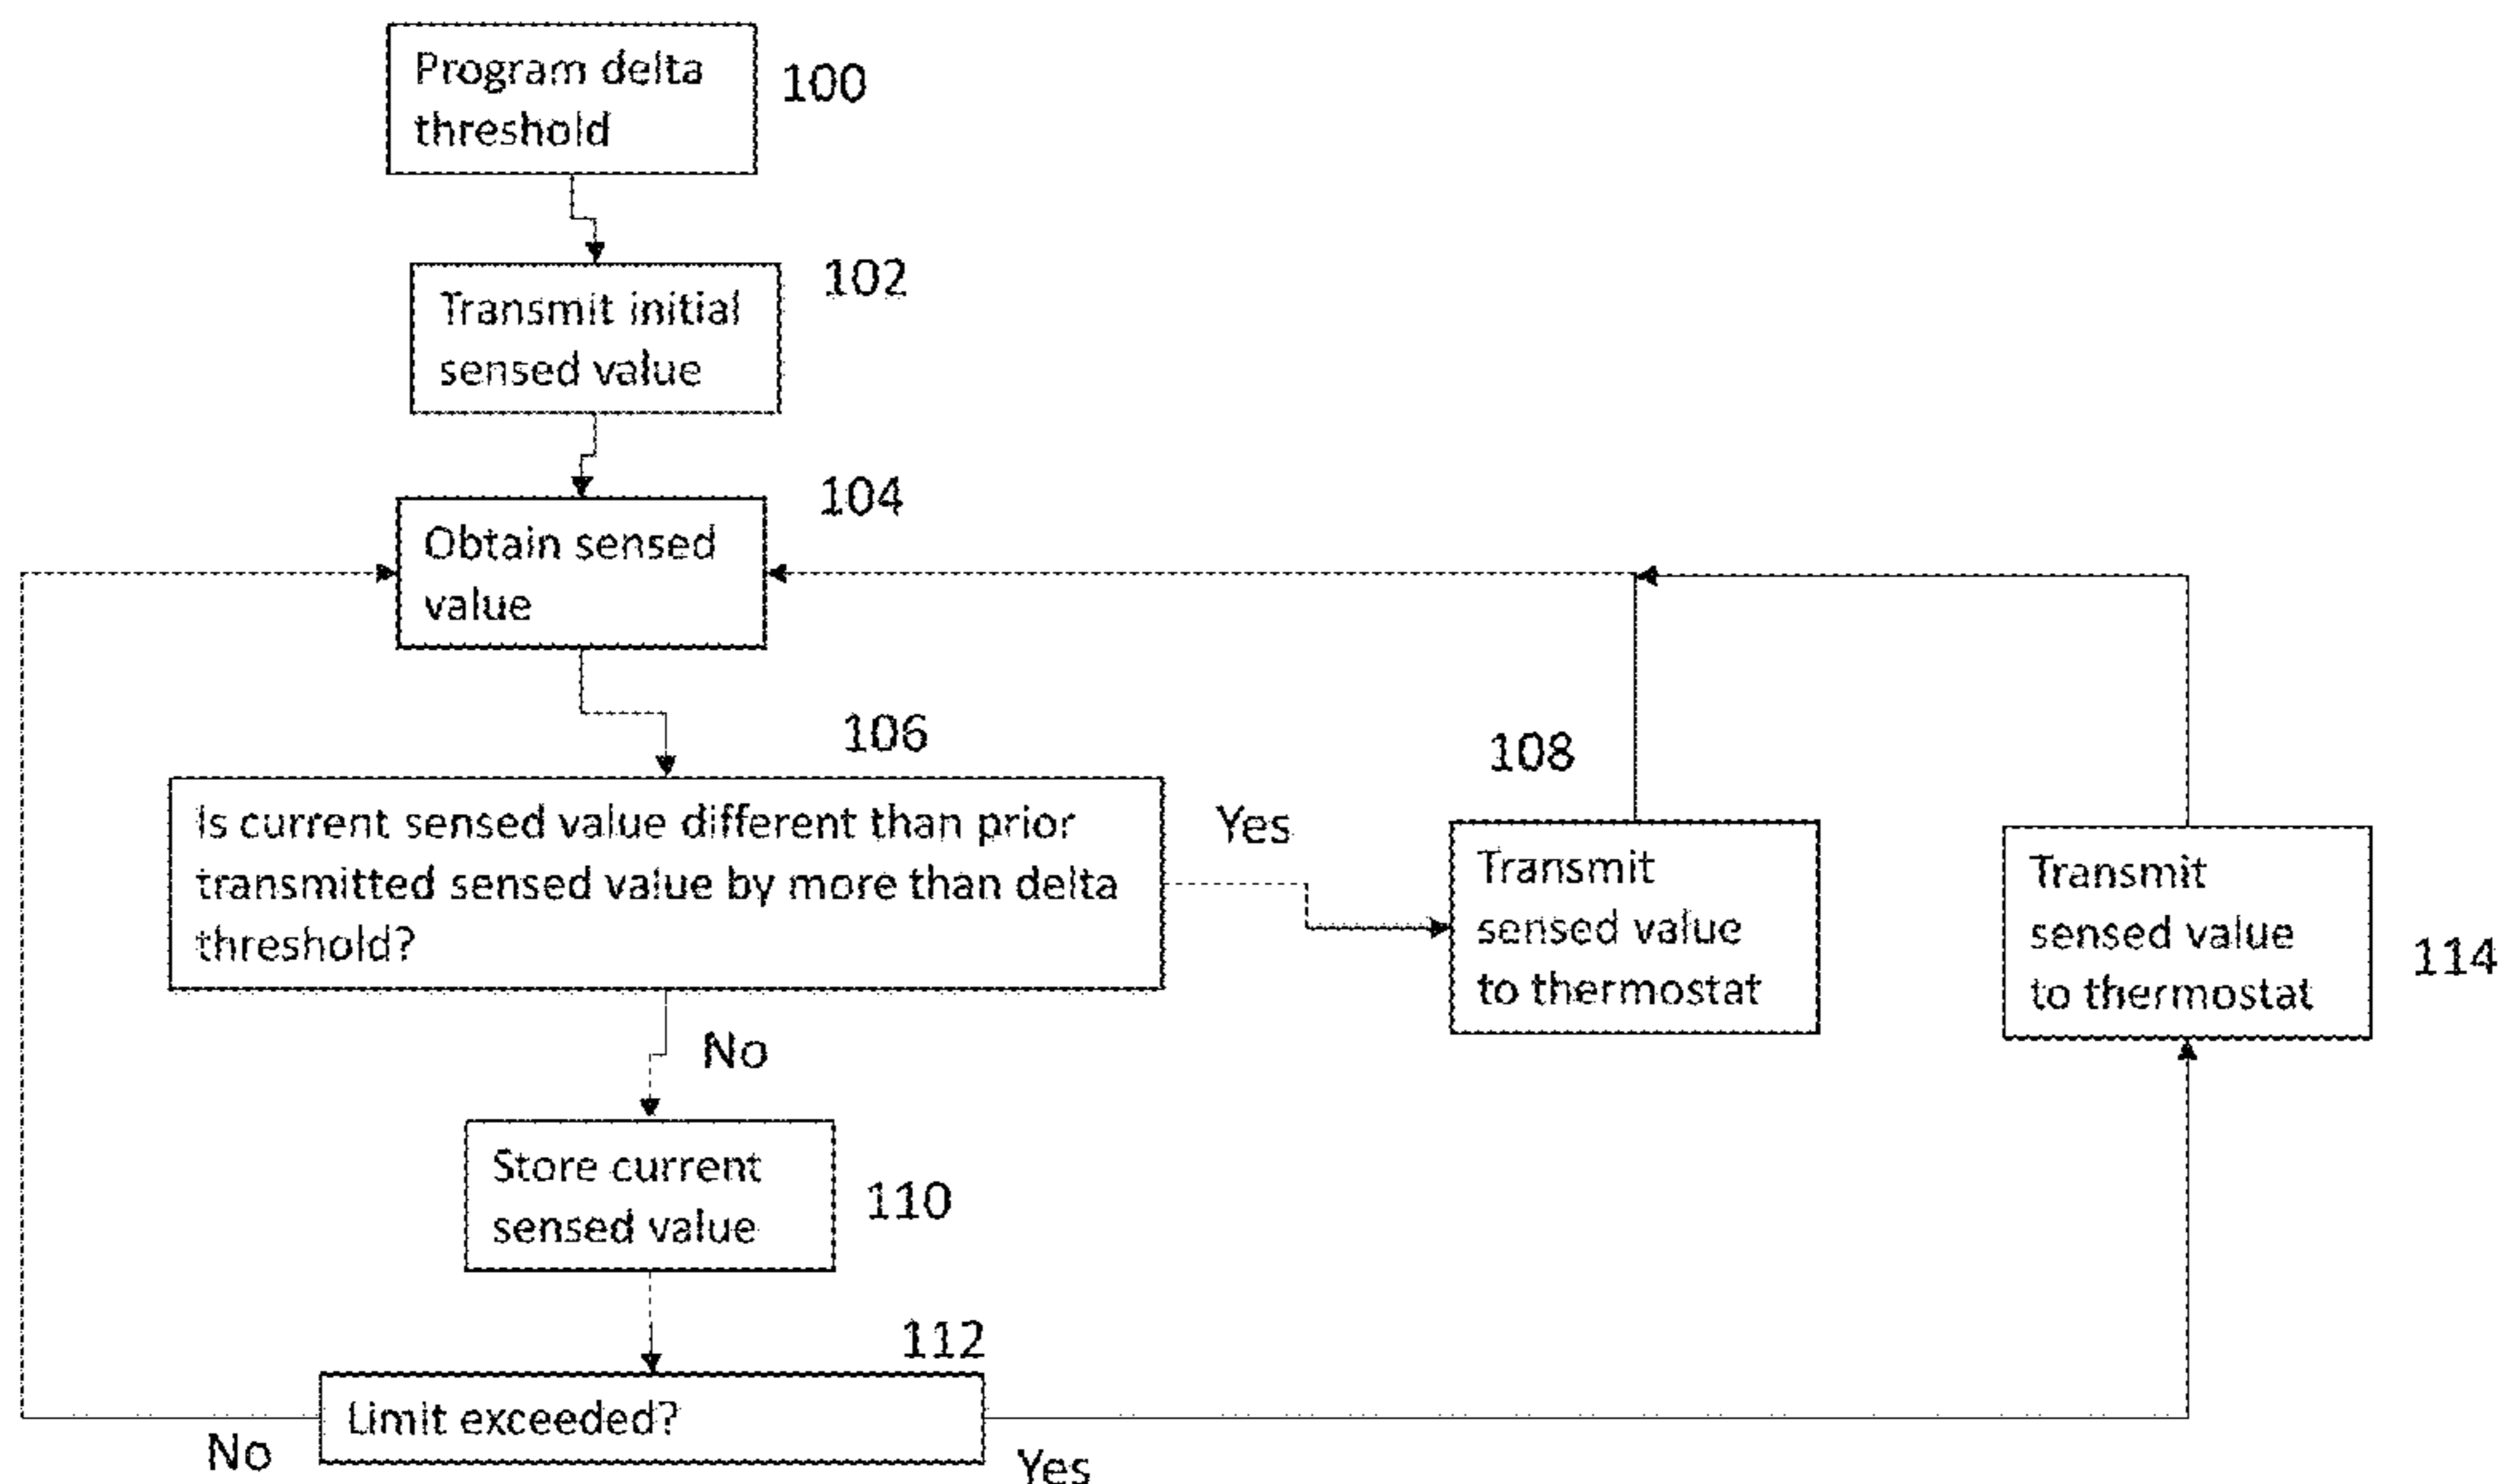 Program delta
threshold
100
Transmit initial
sensed value
102
Obtain sensed
value
104
106
Is current sensed value different than prior
transmitted sensed value by more than delta
threshold?
Yes
108
Transmit
sensed value
to thermostat
Transmit
sensed value
to thermostat
114
No
Store current
sensed value
110
112
Limit exceeded?
No
Yes